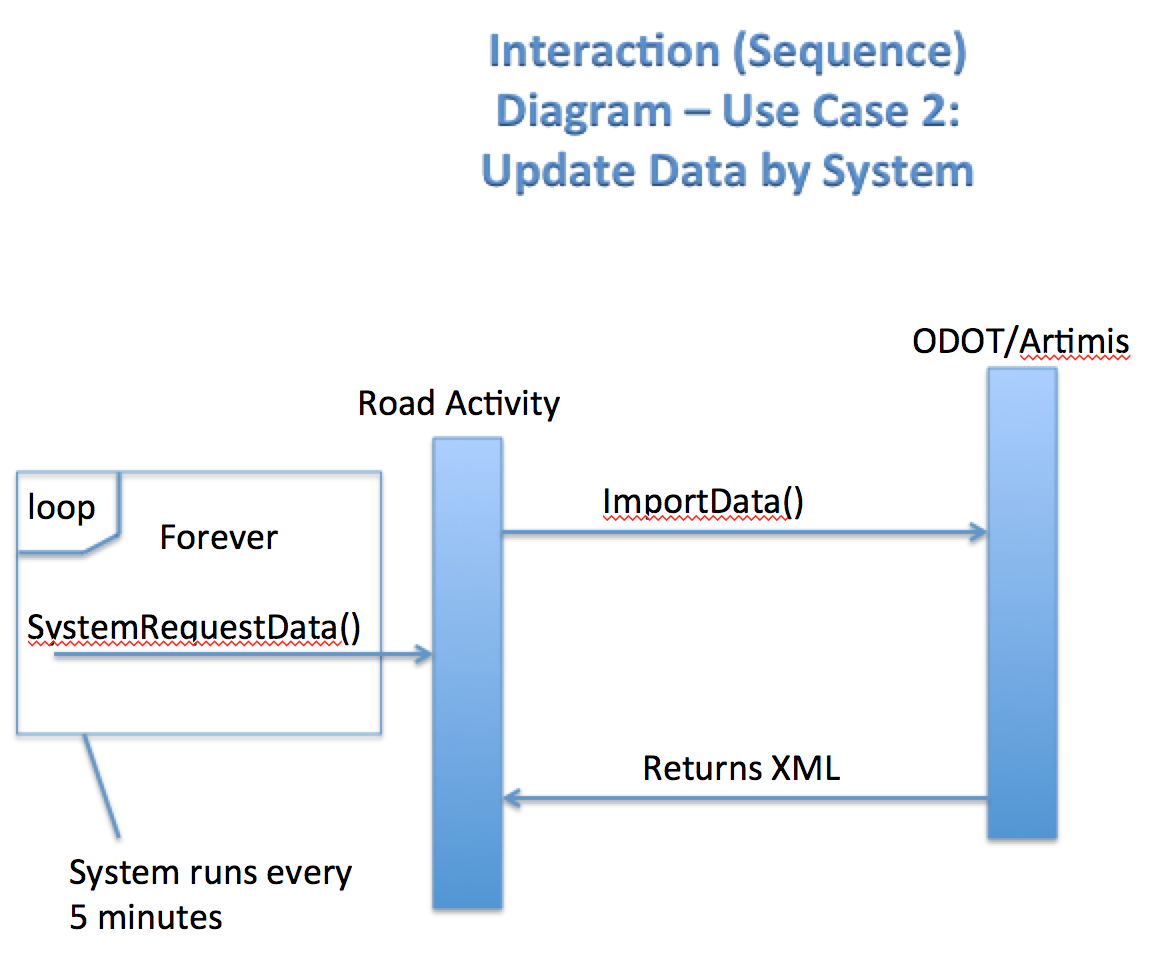 Interaction (Sequence)
Diagram – Use Case 2:
Update Data by System
ODOT/Artimis
Road Activity
loop
Forever
ImportData()
SystemRequestData()
Returns XML
System runs every
5 minutes